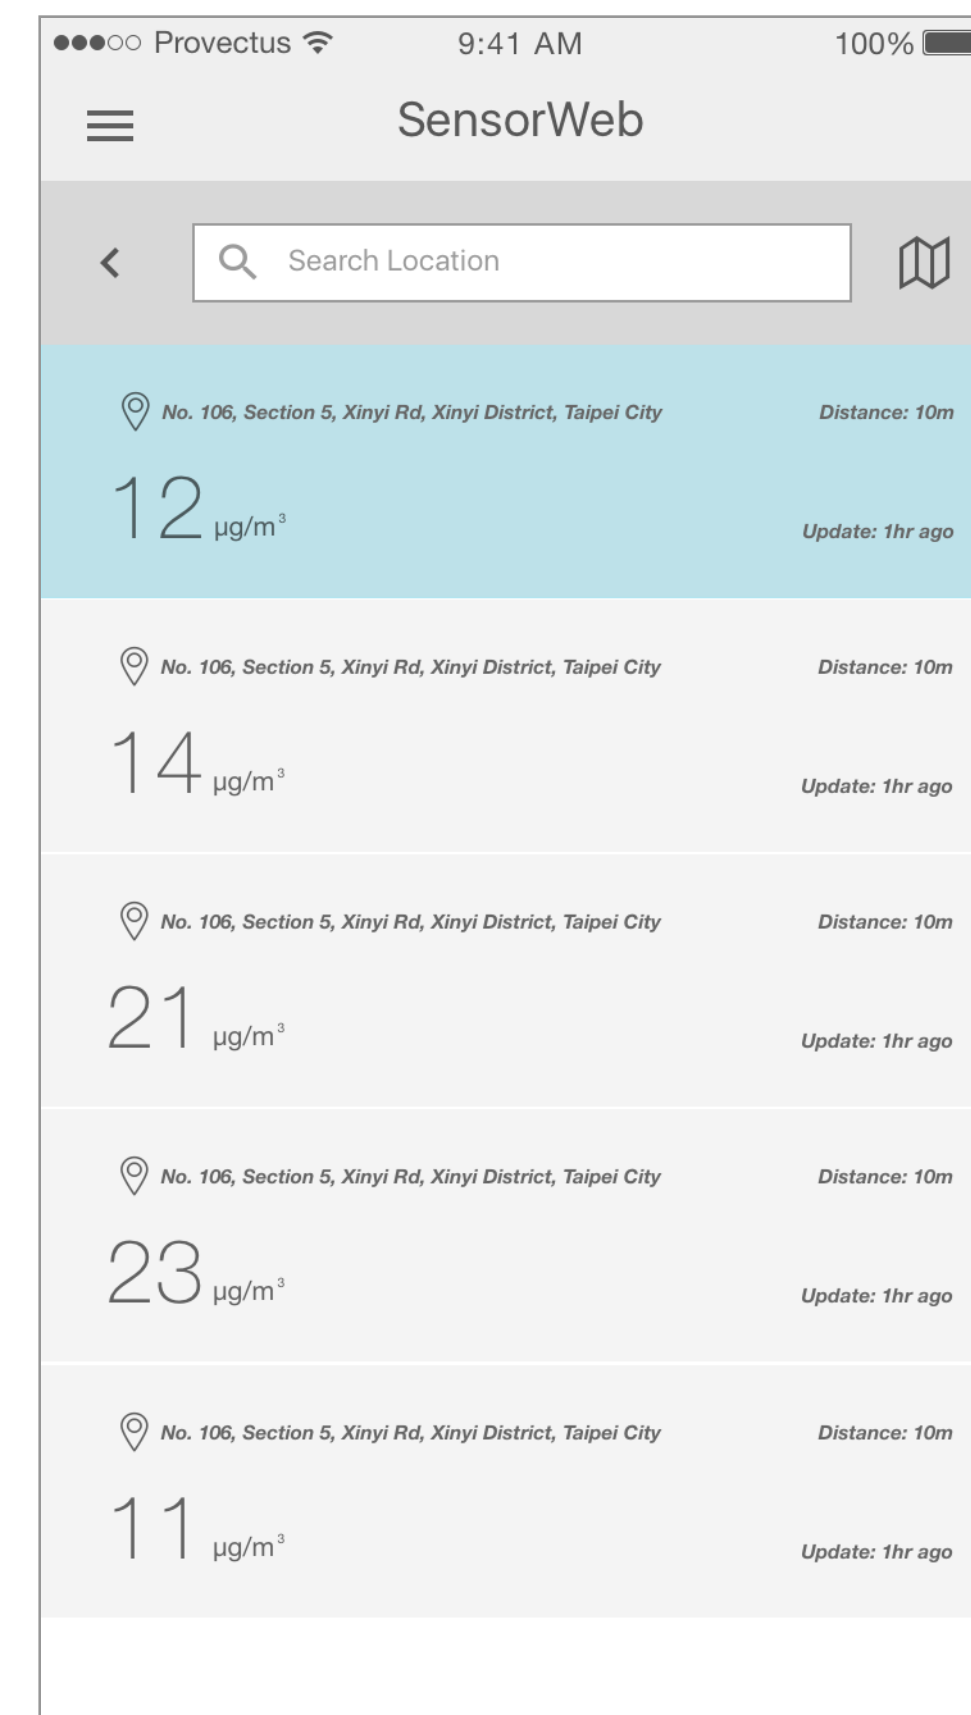 Provectus 9:41 AM 100%
SensorWeb
Search Location
No. 106, Section 5, Xinyi Rd, Xinyi District, Taipei City Distance: 10m
12 µg/m³ Update: 1hr ago
No. 106, Section 5, Xinyi Rd, Xinyi District, Taipei City Distance: 10m
14 µg/m³ Update: 1hr ago
No. 106, Section 5, Xinyi Rd, Xinyi District, Taipei City Distance: 10m
21 µg/m³ Update: 1hr ago
No. 106, Section 5, Xinyi Rd, Xinyi District, Taipei City Distance: 10m
23 µg/m³ Update: 1hr ago
No. 106, Section 5, Xinyi Rd, Xinyi District, Taipei City Distance: 10m
11 µg/m³ Update: 1hr ago